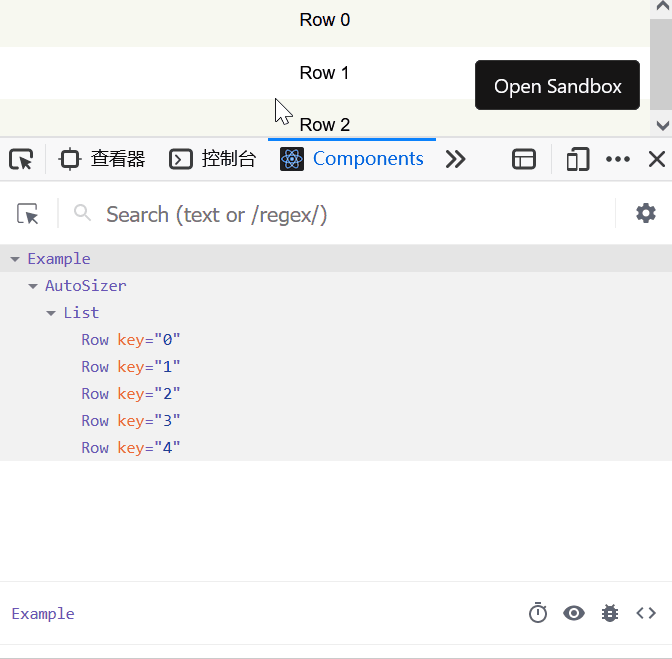 Row 0
Row 1
Open Sandbox
Row 2
查看器 控制台 Components
Search (text or /regex/)
Example
AutoSizer
List
Row key="0"
Row key="1"
Row key="2"
Row key="3"
Row key="4"
Example